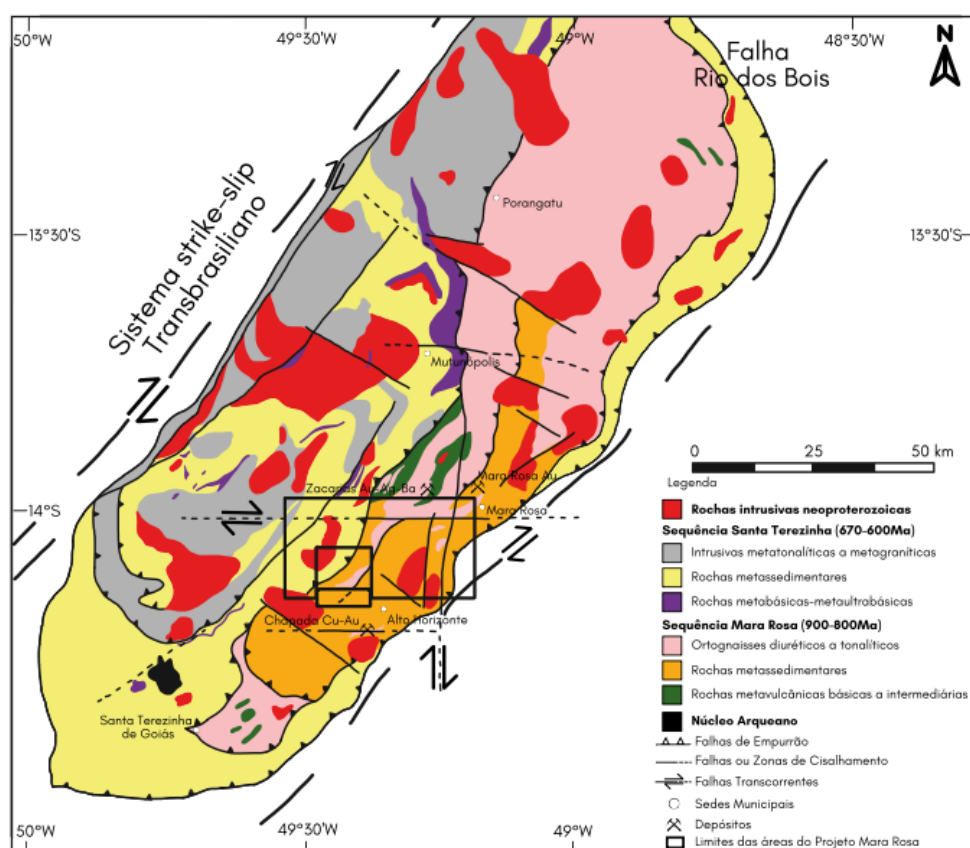 50°W
49°30'W
49°W
48°30'W
N
Falha
Rio dos Bois
Sistema strike-slip
Transbrasiliano
Porangatu
13°30'S
13°30'S
Mutunópolis
Zacarias Au-Ag-Ba
Mara Rosa Au
Mara Rosa
14°S
Chapada Cu-Au
Alto Horizonte
Santa Terezinha
de Goiás
0 25 50 km
Legenda
Rochas intrusivas neoproterozoicas
Sequência Santa Terezinha (670-600Ma)
Intrusivas metatonalíticas a metagraníticas
Rochas metassedimentares
Rochas metabásicas-metaultrabásicas
Sequência Mara Rosa (900-800Ma)
Ortognaisses diuréticos a tonalíticos
Rochas metassedimentares
Rochas metavulcânicas básicas a intermediárias
Núcleo Arqueano
Falhas de Empurrão
Falhas ou Zonas de Cisalhamento
Falhas Transcorrentes
Sedes Municipais
Depósitos
Limites das áreas do Projeto Mara Rosa
50°W
49°30'W
49°W